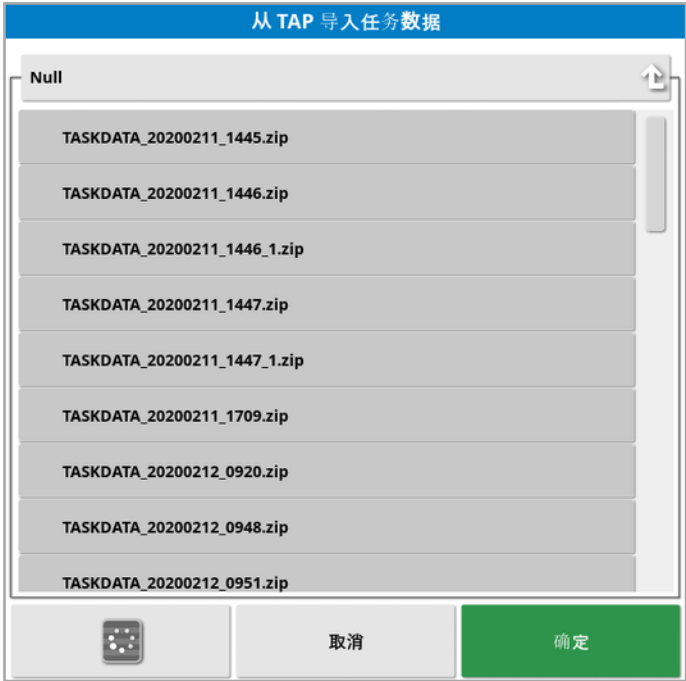 从 TAP 导入任务数据
Null
TASKDATA_20200211_1445.zip
TASKDATA_20200211_1446.zip
TASKDATA_20200211_1446_1.zip
TASKDATA_20200211_1447.zip
TASKDATA_20200211_1447_1.zip
TASKDATA_20200211_1709.zip
TASKDATA_20200212_0920.zip
TASKDATA_20200212_0948.zip
TASKDATA_20200212_0951.zip
取消
确定